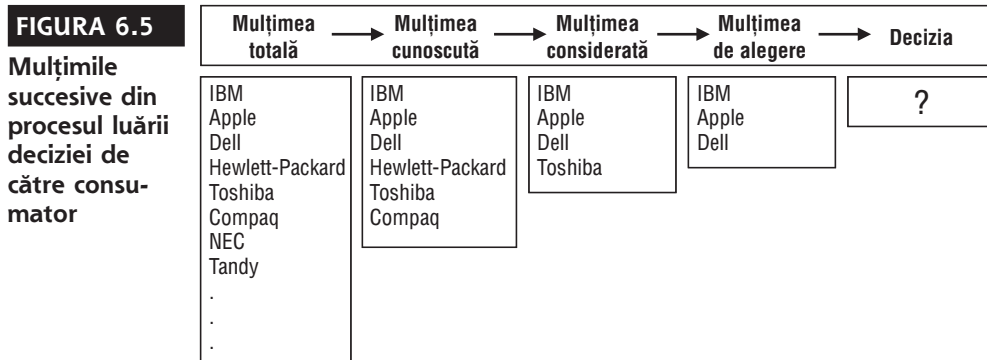 FIGURA 6.5
Mulțimile
succesive din
procesul luării
deciziei de
către consu-
mator
Mulțimea
totală
Mulțimea
cunoscută
Mulțimea
considerată
Mulțimea
de alegere
Decizia
IBM
Apple
Dell
Hewlett-Packard
Toshiba
Compaq
NEC
Tandy
.
.
.
IBM
Apple
Dell
Hewlett-Packard
Toshiba
Compaq
IBM
Apple
Dell
Toshiba
IBM
Apple
Dell
?